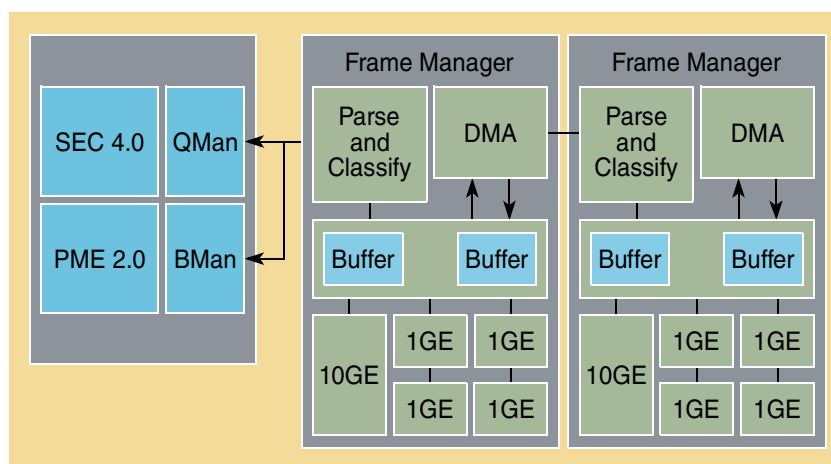 SEC 4.0
QMan
PME 2.0
BMan
Frame Manager
Parse
and
Classify
DMA
Buffer
Buffer
10GE
1GE
1GE
1GE
1GE
Frame Manager
Parse
and
Classify
DMA
Buffer
Buffer
10GE
1GE
1GE
1GE
1GE